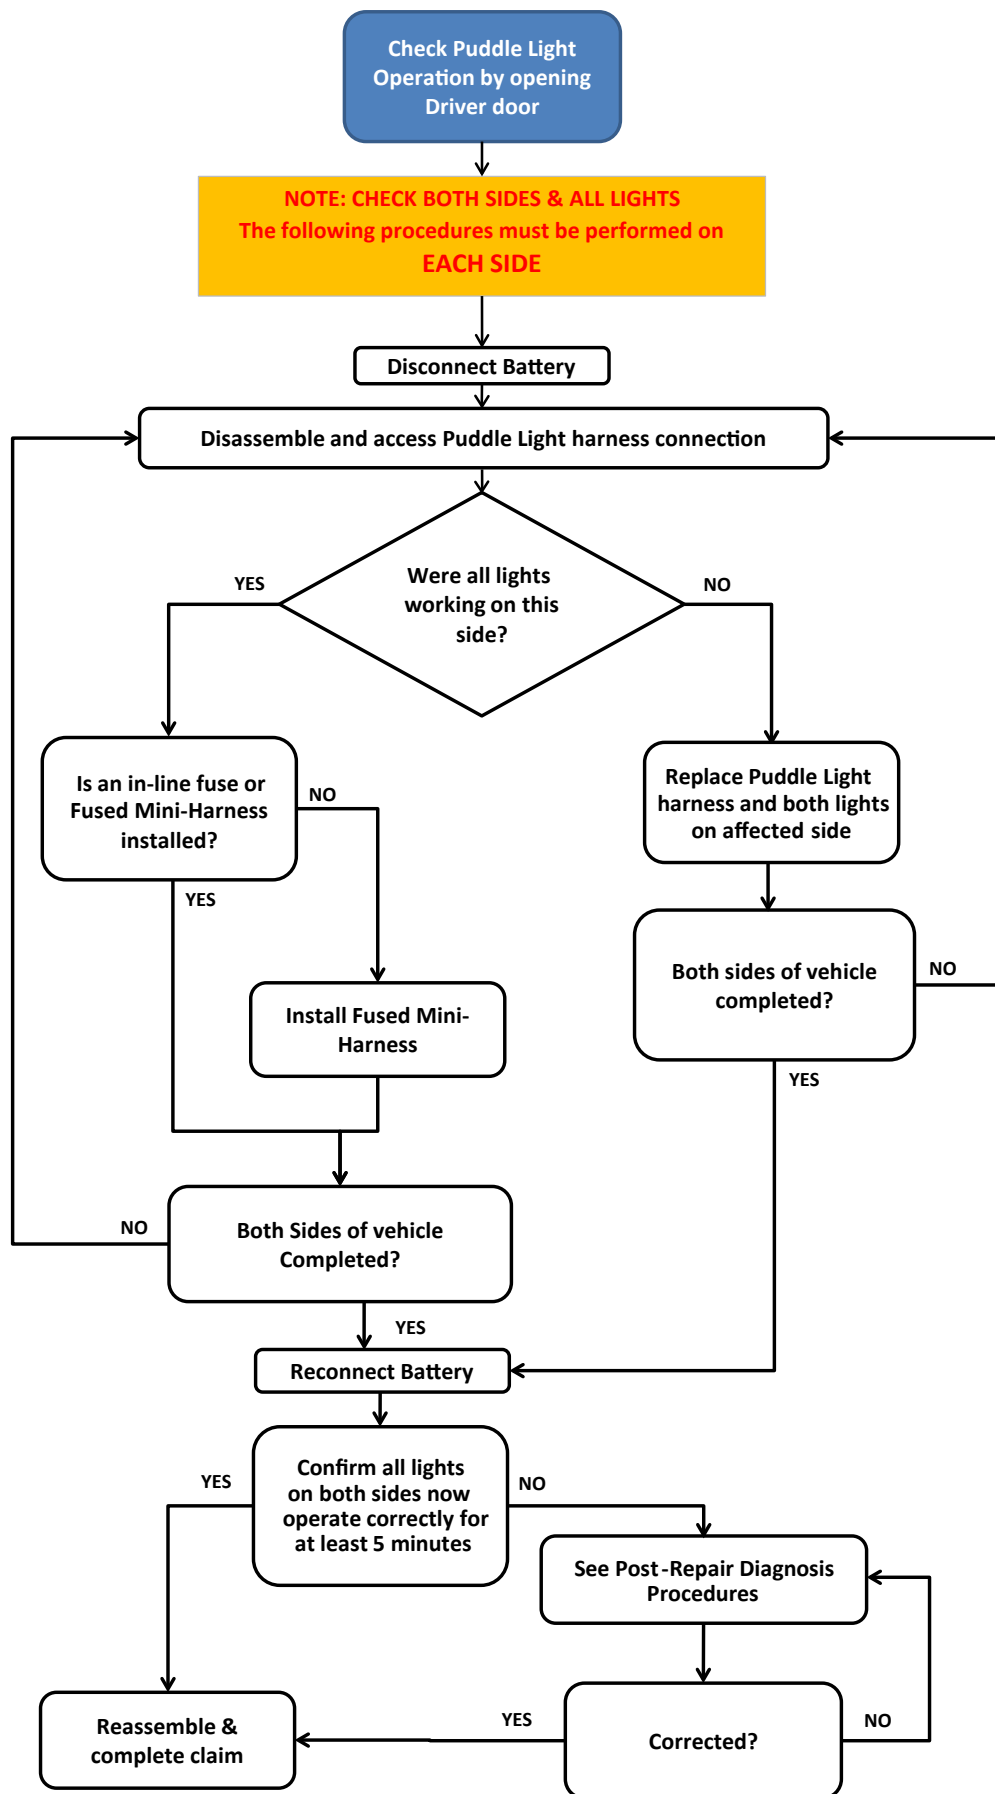 Check Puddle Light
Operation by opening
Driver door
NOTE: CHECK BOTH SIDES & ALL LIGHTS
The following procedures must be performed on
EACH SIDE
Disconnect Battery
Disassemble and access Puddle Light harness connection
Were all lights
working on this
side?
YES
NO
Is an in-line fuse or
Fused Mini-Harness
installed?
NO
YES
Replace Puddle Light
harness and both lights
on affected side
Install Fused Mini-
Harness
Both sides of vehicle
completed?
NO
YES
Both Sides of vehicle
Completed?
NO
YES
Reconnect Battery
Confirm all lights
on both sides now
operate correctly for
at least 5 minutes
YES
NO
See Post-Repair Diagnosis
Procedures
Corrected?
YES
NO
Reassemble &
complete claim